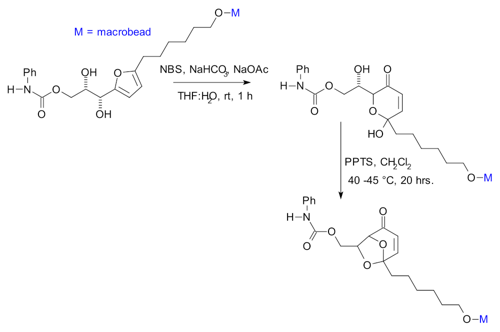 O–M
M = macrobead
Ph
H–N
O
O
OH
OH
O
NBS, NaHCO3, NaOAc
THF:H2O, rt, 1 h
Ph
H–N
O
O
OH
O
O
HO
O–M
PPTS, CH2Cl2
40 -45 °C, 20 hrs.
Ph
H–N
O
O
O
O
O
O–M